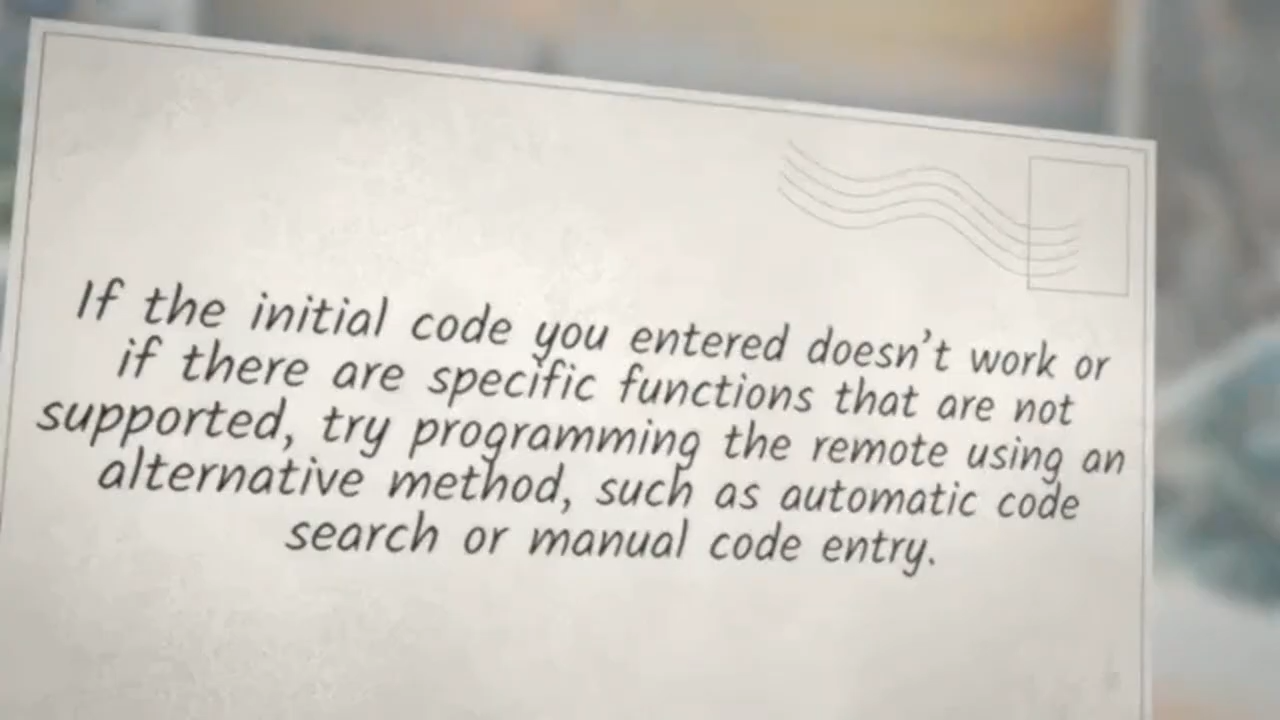 If the initial code you entered doesn't work or
if there are specific functions that are not
supported, try programming the remote using an
alternative method, such as automatic code
search or manual code entry.